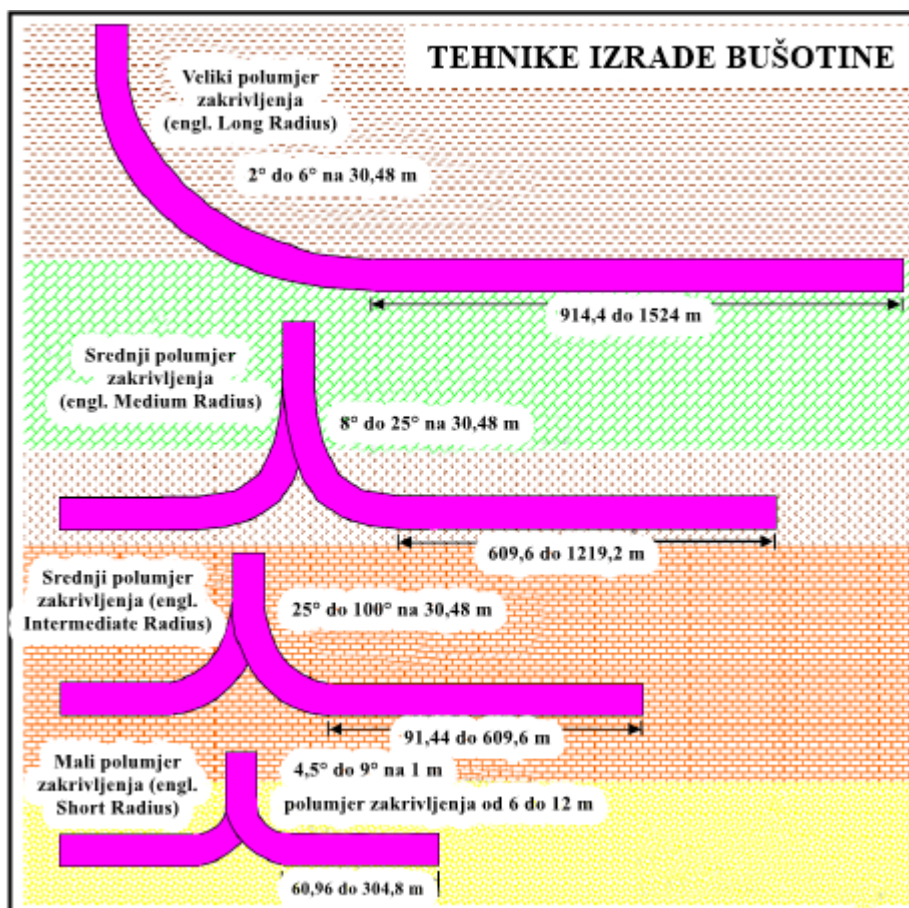 TEHNIKE IZRADE BUŠOTINE
Veliki polumjer
zakrivljenja
(engl. Long Radius)
2° do 6° na 30,48 m
914,4 do 1524 m
Srednji polumjer
zakrivljenja
(engl. Medium Radius)
8° do 25° na 30,48 m
609,6 do 1219,2 m
Srednji polumjer
zakrivljenja (engl.
Intermediate Radius)
25° do 100° na 30,48 m
91,44 do 609,6 m
Mali polumjer
zakrivljenja (engl.
Short Radius)
4,5° do 9° na 1 m
polumjer zakrivljenja od 6 do 12 m
60,96 do 304,8 m